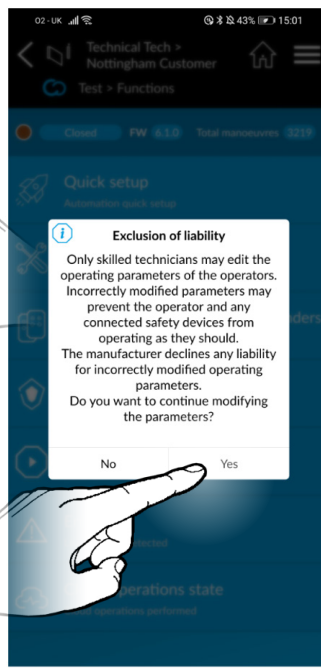 O2 - UK
43% 15:01
Technical Tech >
Nottingham Customer
Test > Functions
Closed FW 6.1.0 Total manoeuvres 3219
Quick setup
Automation quick setup
Exclusion of liability
Only skilled technicians may edit the
operating parameters of the operators.
Incorrectly modified parameters may
prevent the operator and any
connected safety devices from
operating as they should.
The manufacturer declines any liability
for incorrectly modified operating
parameters.
Do you want to continue modifying
the parameters?
No Yes
operations performed